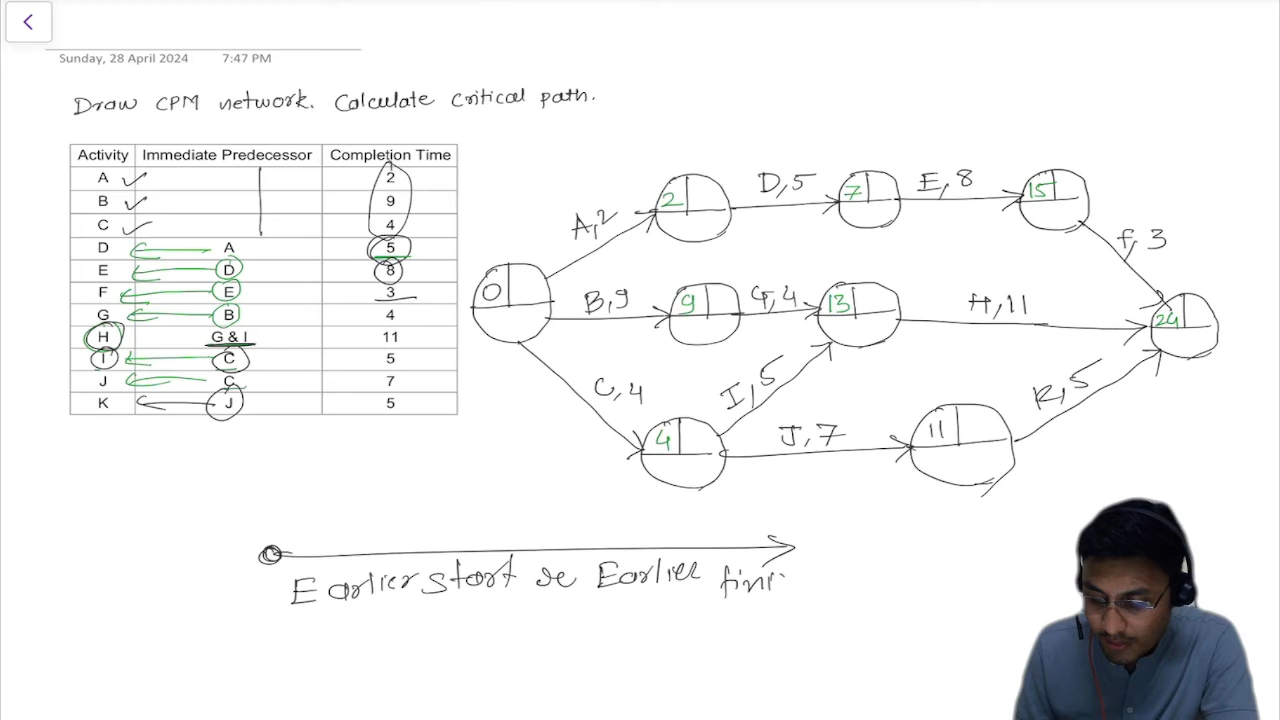 Sunday, 28 April 2024 7:47 PM
Draw CPM network. Calculate critical path.
Activity Immediate Predecessor Completion Time
A 2
B 9
C 4
D A 5
E D 8
F E 3
G B 4
H G & I 11
I C 5
J C 7
K J 5
A,2
D,5
E,8
f,3
B,9
G,4
H,11
C,4
I,5
J,7
K,5
0
2
7
15
9
13
24
4
11
Earlier start & Earlier fini